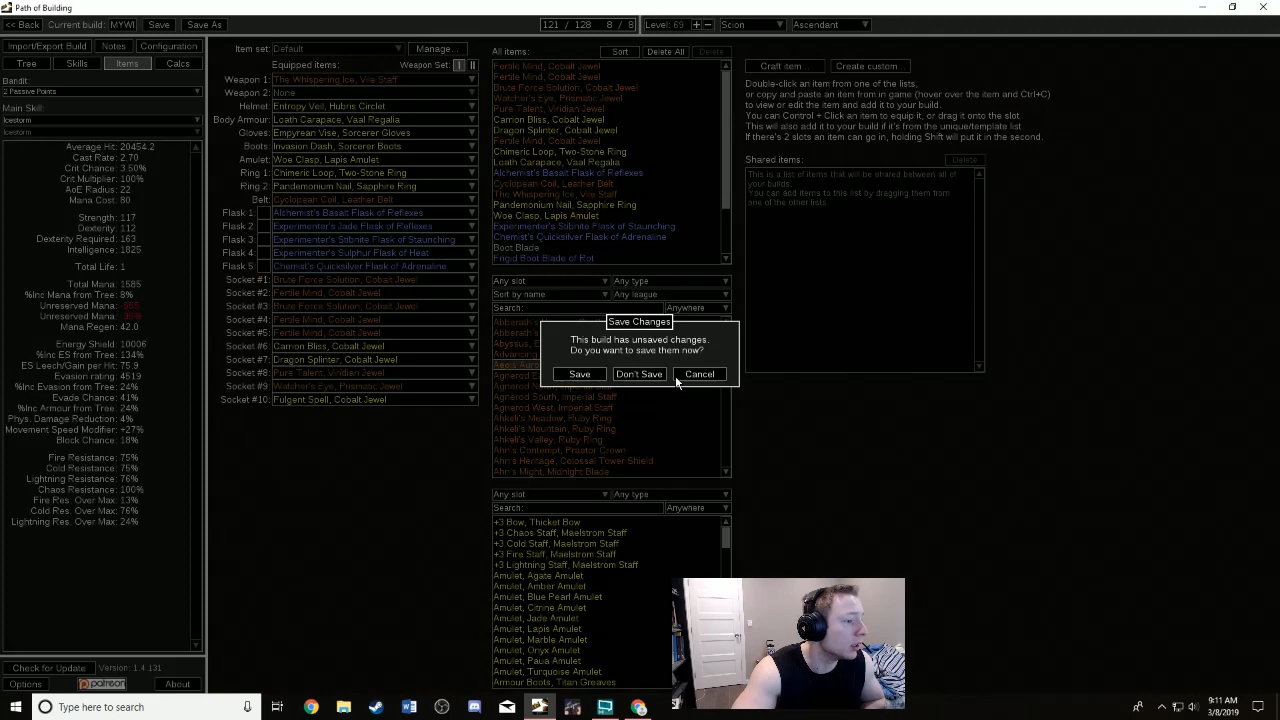 Path of Building
<< Back Current build: MYWI Save Save As 121 / 128 8 / 8 Level: 69 + − Scion Ascendant
Import/Export Build Notes Configuration
Tree Skills Items Calcs
Bandit:
2 Passive Points
Main Skill:
Icestorm
Icestorm
Average Hit: 20454.2
Cast Rate: 2.70
Crit Chance: 3.50%
Crit Multiplier: 100%
AoE Radius: 22
Mana Cost: 80
Strength: 117
Dexterity: 112
Dexterity Required: 163
Intelligence: 1025
Total Life: 1
Total Mana: 1585
%Inc Mana from Tree: 8%
Unreserved Mana:
Unreserved Mana:
Mana Regen: 42.0
Energy Shield: 10006
%Inc ES from Tree: 134%
ES Leech/Gain per Hit: 75.9
Evasion rating: 4519
%Inc Evasion from Tree: 24%
Evade Chance: 41%
%Inc Armour from Tree: 24%
Phys. Damage Reduction: 4%
Movement Speed Modifier: +27%
Block Chance: 18%
Fire Resistance: 75%
Cold Resistance: 75%
Lightning Resistance: 76%
Chaos Resistance: 100%
Fire Res. Over Max: 13%
Cold Res. Over Max: 76%
Lightning Res. Over Max: 24%
Check for Update Version: 1.4.131
Options patreon About
Item set: Default Manage...
Equipped items: Weapon Set: I II
Weapon 1: The Whispering Ice, Vile Staff
Weapon 2: None
Helmet: Entropy Veil, Hubris Circlet
Body Armour: Loath Carapace, Vaal Regalia
Gloves: Empyrean Vise, Sorcerer Gloves
Boots: Invasion Dash, Sorcerer Boots
Amulet: Woe Clasp, Lapis Amulet
Ring 1: Chimeric Loop, Two-Stone Ring
Ring 2: Pandemonium Nail, Sapphire Ring
Belt: Cyclopean Coil, Leather Belt
Flask 1: Alchemist's Basalt Flask of Reflexes
Flask 2: Experimenter's Jade Flask of Reflexes
Flask 3: Experimenter's Stibnite Flask of Staunching
Flask 4: Experimenter's Sulphur Flask of Heat
Flask 5: Chemist's Quicksilver Flask of Adrenaline
Socket #1: Brute Force Solution, Cobalt Jewel
Socket #2: Fertile Mind, Cobalt Jewel
Socket #3: Brute Force Solution, Cobalt Jewel
Socket #4: Fertile Mind, Cobalt Jewel
Socket #5: Fertile Mind, Cobalt Jewel
Socket #6: Carrion Bliss, Cobalt Jewel
Socket #7: Dragon Splinter, Cobalt Jewel
Socket #8: Pure Talent, Viridian Jewel
Socket #9: Watcher's Eye, Prismatic Jewel
Socket #10: Fulgent Spell, Cobalt Jewel
All items: Sort Delete All Delete
Fertile Mind, Cobalt Jewel
Fertile Mind, Cobalt Jewel
Brute Force Solution, Cobalt Jewel
Watcher's Eye, Prismatic Jewel
Pure Talent, Viridian Jewel
Carrion Bliss, Cobalt Jewel
Dragon Splinter, Cobalt Jewel
Fertile Mind, Cobalt Jewel
Chimeric Loop, Two-Stone Ring
Loath Carapace, Vaal Regalia
Alchemist's Basalt Flask of Reflexes
Cyclopean Coil, Leather Belt
The Whispering Ice, Vile Staff
Pandemonium Nail, Sapphire Ring
Woe Clasp, Lapis Amulet
Experimenter's Stibnite Flask of Staunching
Chemist's Quicksilver Flask of Adrenaline
Boot Blade
Frigid Boot Blade of Rot
Any slot Any type
Sort by name Any league
Search: Anywhere
Save Changes
This build has unsaved changes.
Do you want to save them now?
Save Don't Save Cancel
Agnerod South, Imperial Staff
Agnerod West, Imperial Staff
Ahkeli's Meadow, Ruby Ring
Ahkeli's Mountain, Ruby Ring
Ahkeli's Valley, Ruby Ring
Ahn's Contempt, Praetor Crown
Ahn's Heritage, Colossal Tower Shield
Ahn's Might, Midnight Blade
Any slot Any type
Search: Anywhere
+3 Bow, Thicket Bow
+3 Chaos Staff, Maelstrom Staff
+3 Cold Staff, Maelstrom Staff
+3 Fire Staff, Maelstrom Staff
+3 Lightning Staff, Maelstrom Staff
Amulet, Agate Amulet
Amulet, Amber Amulet
Amulet, Blue Pearl Amulet
Amulet, Citrine Amulet
Amulet, Jade Amulet
Amulet, Lapis Amulet
Amulet, Marble Amulet
Amulet, Onyx Amulet
Amulet, Paua Amulet
Amulet, Turquoise Amulet
Armour Boots, Titan Greaves
Craft item... Create custom...
Double-click an item from one of the lists,
or copy and paste an item from in game (hover over the item and Ctrl+C)
to view or edit the item and add it to your build.
You can Control + Click an item to equip it, or drag it onto the slot.
This will also add it to your build if it's from the unique/template list
If there's 2 slots an item can go in, holding Shift will put it in the second.
Shared items: Delete
This is a list of items that will be shared between all of
your builds.
You can add items to this list by dragging them from
one of the other lists
Type here to search
9:11 AM
3/8/2019